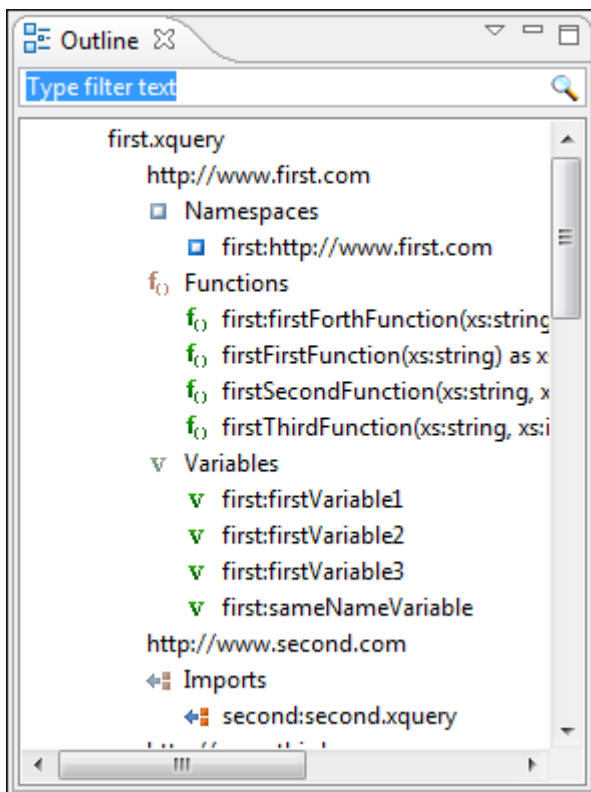 Outline
Type filter text
first.xquery
http://www.first.com
Namespaces
first:http://www.first.com
Functions
first:firstForthFunction(xs:string
firstFirstFunction(xs:string) as x
firstSecondFunction(xs:string, x
firstThirdFunction(xs:string, xs:i
Variables
first:firstVariable1
first:firstVariable2
first:firstVariable3
first:sameNameVariable
http://www.second.com
Imports
second:second.xquery